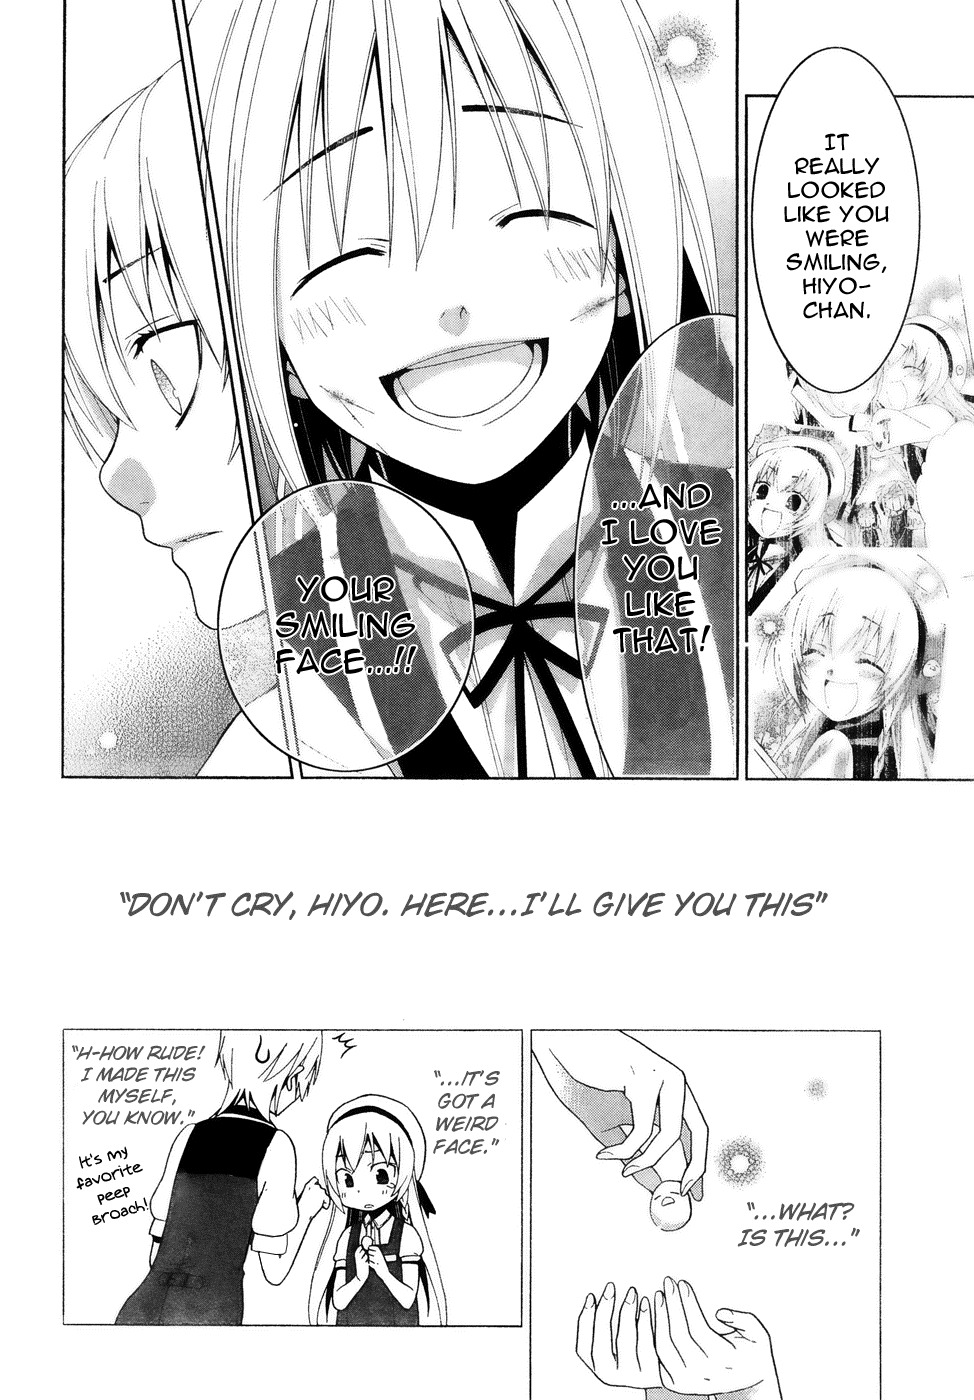 IT
REALLY
LOOKED
LIKE YOU
WERE
SMILING,
HIYO-
CHAN.
...AND
I LOVE
YOU
LIKE
THAT!
YOUR
SMILING
FACE...!!
"DON'T CRY, HIYO. HERE...I'LL GIVE YOU THIS"
"...WHAT?
IS THIS..."
"...IT'S
GOT A
WEIRD
FACE."
"H-HOW RUDE!
I MADE THIS
MYSELF,
YOU KNOW."
It's my
favorite
peep
broach!